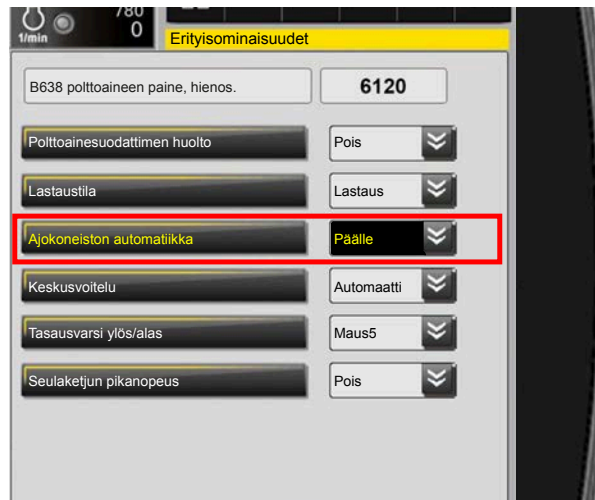 780
1/min 0
Erityisominaisuudet
B638 polttoaineen paine, hienos. 6120
Polttoainesuodattimen huolto Pois
Lastaustila Lastaus
Ajokoneiston automatiikka Päälle
Keskusvoitelu Automaatti
Tasausvarsi ylös/alas Maus5
Seulaketjun pikanopeus Pois